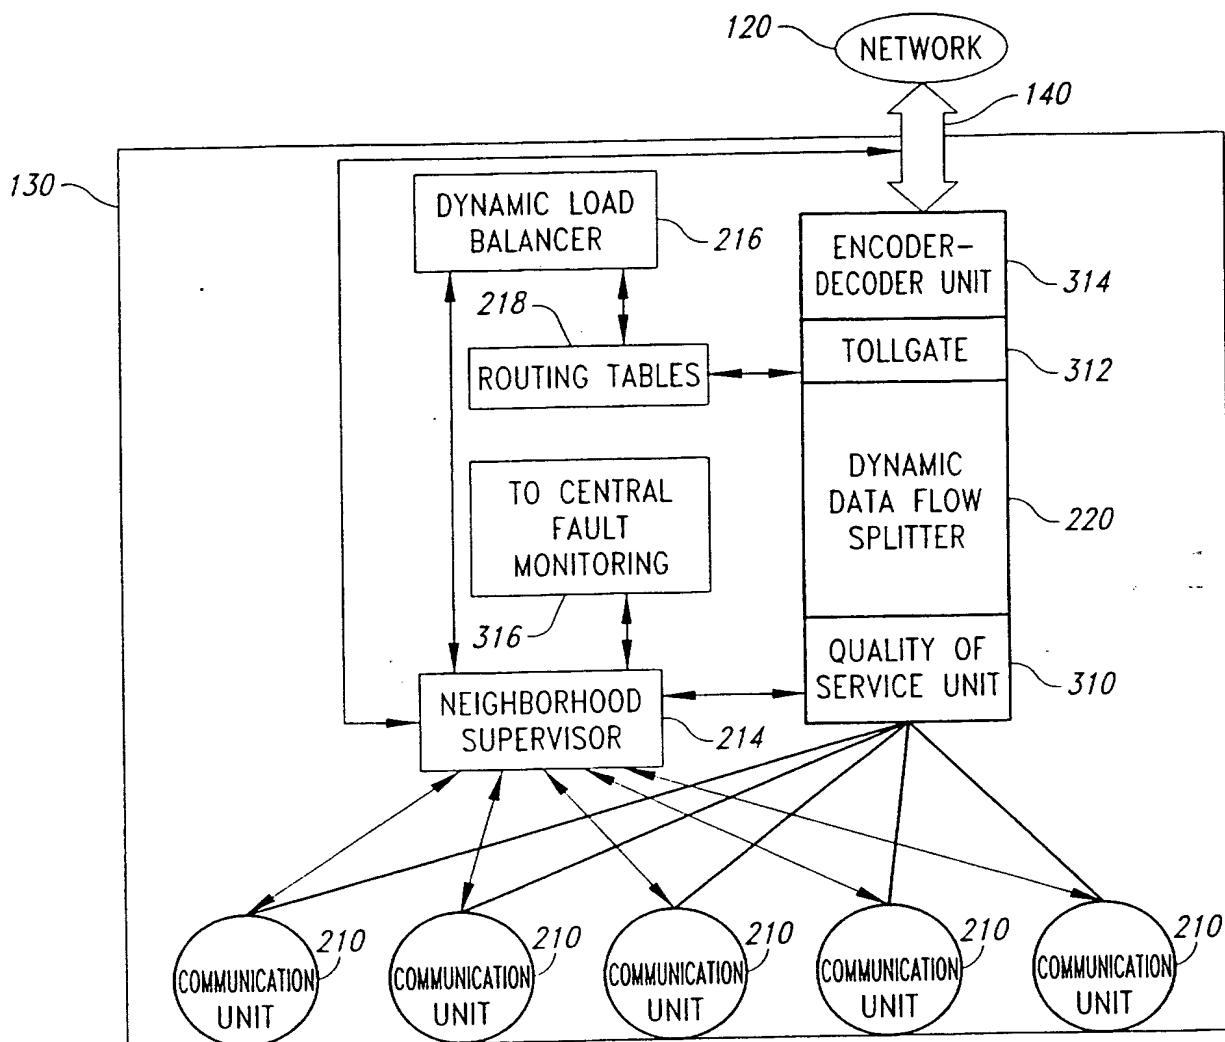 120
NETWORK
140
130
DYNAMIC LOAD
BALANCER
216
ENCODER-
DECODER UNIT
314
218
ROUTING TABLES
TOLLGATE
312
TO CENTRAL
FAULT
MONITORING
316
DYNAMIC
DATA FLOW
SPLITTER
220
QUALITY OF
SERVICE UNIT
310
NEIGHBORHOOD
SUPERVISOR
214
COMMUNICATION
UNIT
210
COMMUNICATION
UNIT
210
COMMUNICATION
UNIT
210
COMMUNICATION
UNIT
210
COMMUNICATION
UNIT
210